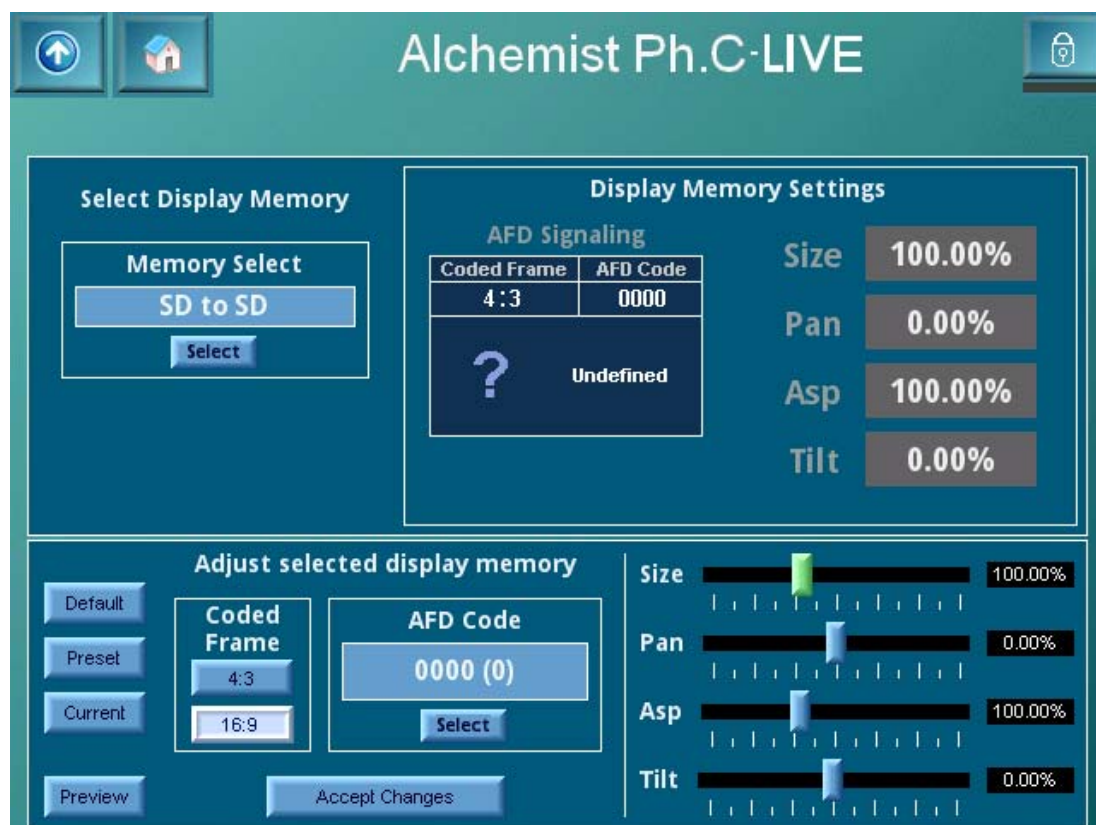 Alchemist Ph.C-LIVE
Select Display Memory
Memory Select
SD to SD
Select
Display Memory Settings
AFD Signaling
Coded Frame AFD Code
4:3 0000
? Undefined
Size 100.00%
Pan 0.00%
Asp 100.00%
Tilt 0.00%
Adjust selected display memory
Default
Preset
Current
Preview
Coded
Frame
4:3
16:9
AFD Code
0000 (0)
Select
Accept Changes
Size 100.00%
Pan 0.00%
Asp 100.00%
Tilt 0.00%